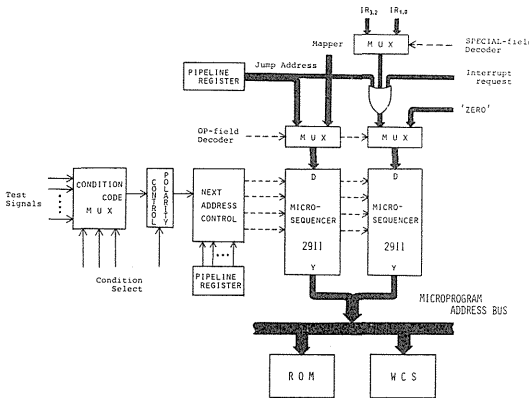 IR3,2 IR1,0
Mapper
M U X
SPECIAL-field
Decoder
Jump Address
PIPELINE
REGISTER
Interrupt
request
'ZERO'
OP-field
Decoder
M U X
M U X
Test
Signals
CONDITION
CODE
M U X
POLARITY
CONTROL
NEXT
ADDRESS
CONTROL
D
MICRO-
SEQUENCER
2911
Y
D
MICRO-
SEQUENCER
2911
Y
Condition
Select
PIPELINE
REGISTER
MICROPROGRAM
ADDRESS BUS
R O M
W C S